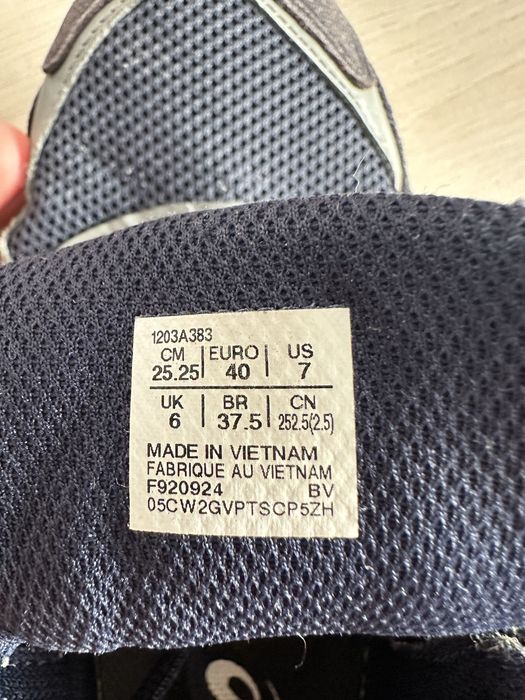 1203A383
CM | EURO | US
25.25 | 40 | 7
UK | BR | CN
6 | 37.5 | 252.5(2.5)
MADE IN VIETNAM
FABRIQUE AU VIETNAM
F920924 BV
05CW2GVPTSCP5ZH